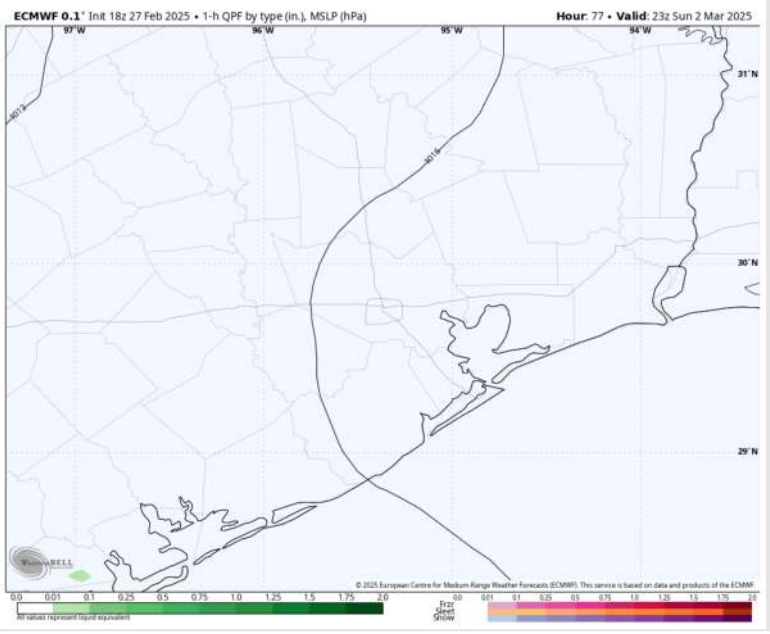 ECMWF 0.1° Init 18z 27 Feb 2025 • 1-h QPF by type (in.), MSLP (hPa)
Hour: 77 • Valid: 23z Sun 2 Mar 2025
97°W 96°W 95°W 94°W
31°N
1012
1016
30°N
29°N
WeatherBELL
© 2025 European Centre for Medium-Range Weather Forecasts (ECMWF). This service is based on data and products of the ECMWF
0.0 0.01 0.1 0.25 0.5 0.75 1.0 1.25 1.5 1.75 2.0
All values represent liquid equivalent
0.0 0.01 0.1 0.25 0.5 0.75 1.0 1.25 1.5 1.75 2.0
Frzr
Sleet
Snow